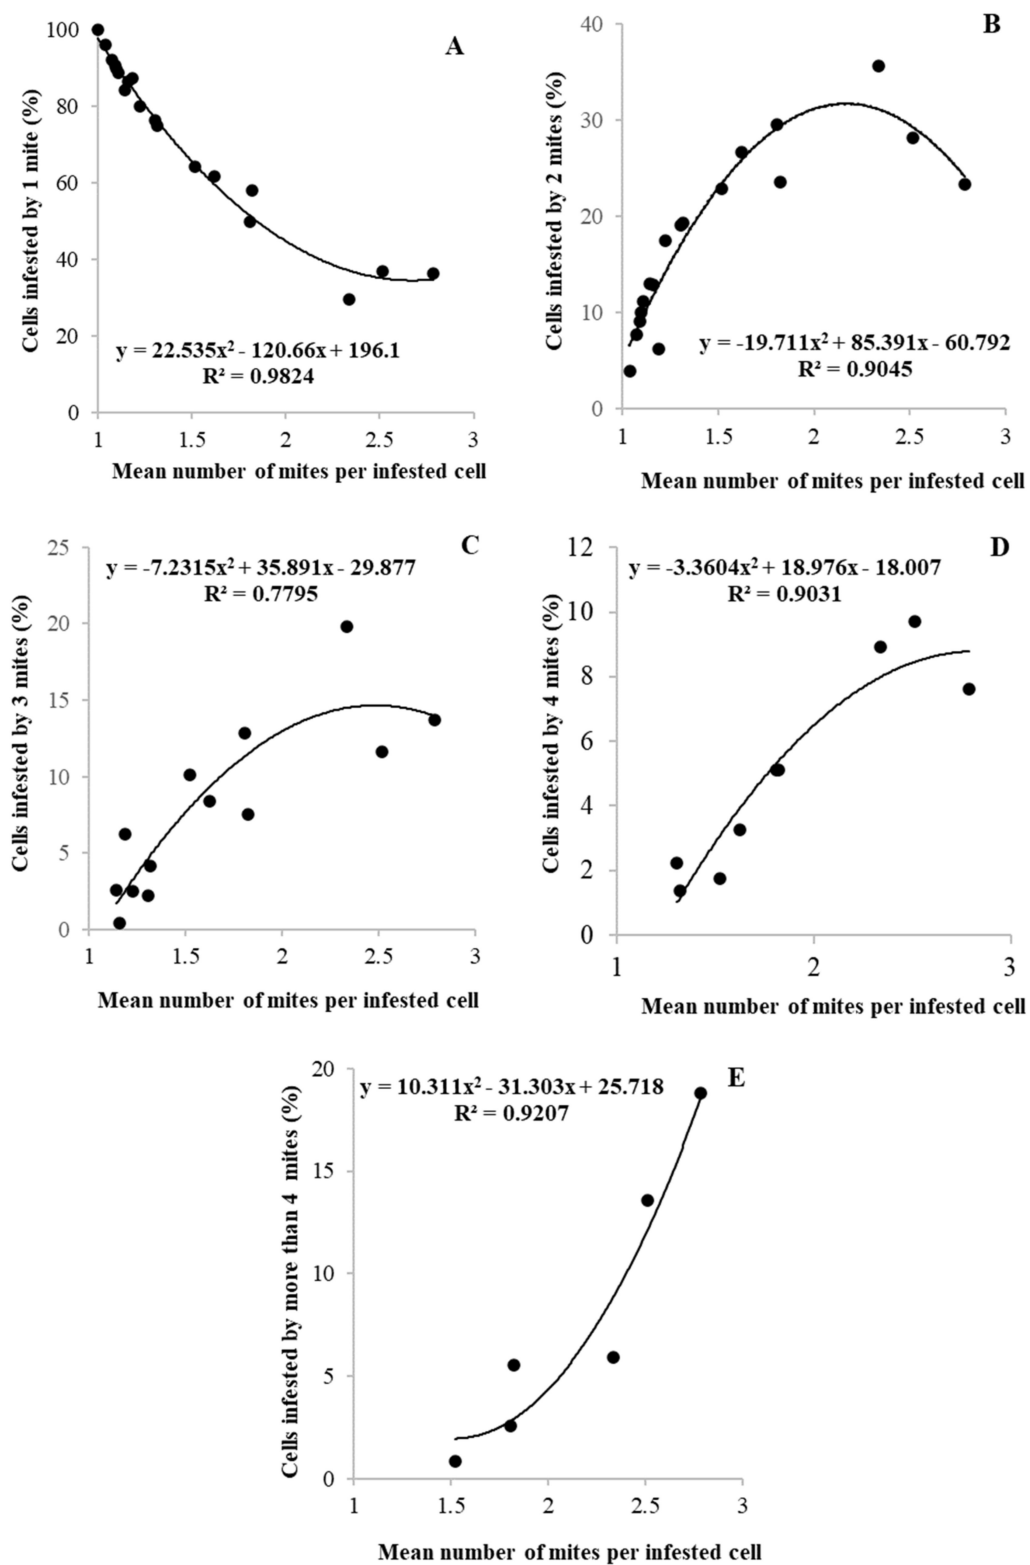 A
Cells infested by 1 mite (%)
100
80
60
40
20
0
y = 22.535x² - 120.66x + 196.1
R² = 0.9824
1 1.5 2 2.5 3
Mean number of mites per infested cell
B
Cells infested by 2 mites (%)
40
30
20
10
0
y = -19.711x² + 85.391x - 60.792
R² = 0.9045
1 1.5 2 2.5 3
Mean number of mites per infested cell
C
Cells infested by 3 mites (%)
25
20
15
10
5
0
y = -7.2315x² + 35.891x - 29.877
R² = 0.7795
1 1.5 2 2.5 3
Mean number of mites per infested cell
D
Cells infested by 4 mites (%)
12
10
8
6
4
2
0
y = -3.3604x² + 18.976x - 18.007
R² = 0.9031
1 2 3
Mean number of mites per infested cell
E
Cells infested by more than 4 mites (%)
20
15
10
5
0
y = 10.311x² - 31.303x + 25.718
R² = 0.9207
1 1.5 2 2.5 3
Mean number of mites per infested cell